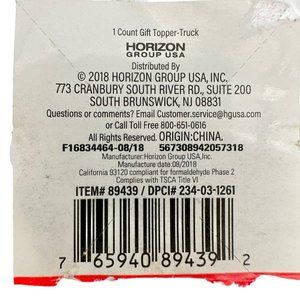 1 Count Gift Topper-Truck
HORIZON
GROUP USA
Distributed By
© 2018 HORIZON GROUP USA, INC.
773 CRANBURY SOUTH RIVER RD., SUITE 200
SOUTH BRUNSWICK, NJ 08831
Questions or comments? Email Customer.service@hgusa.com
or Call Toll Free 800-651-0616
All Rights Reserved. ORIGIN:CHINA.
F16834464-08/18 567308942057318
Manufacturer:Horizon Group USA,Inc.
Manufacture date:08/2018
California 93120 compliant for formaldehyde Phase 2
Complies with TSCA Title VI
ITEM# 89439 / DPCI# 234-03-1261
7 65940 89439 2